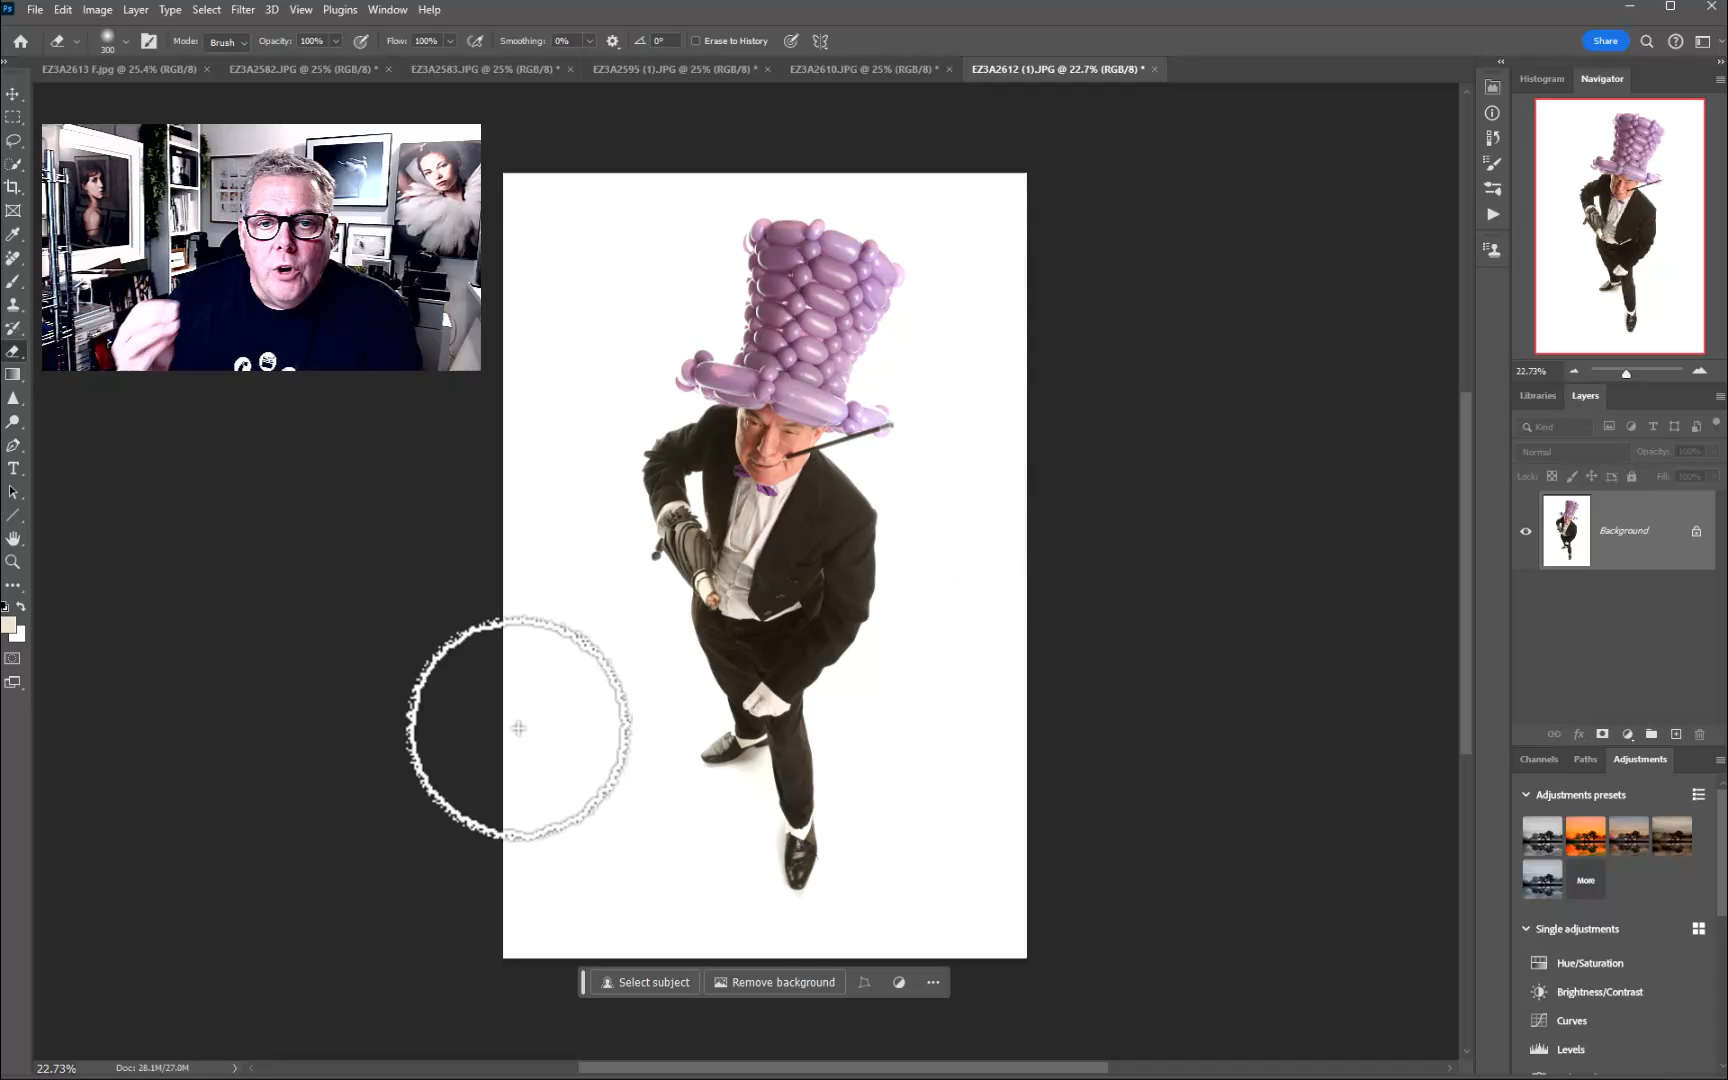 Ps File Edit Image Layer Type Select Filter 3D View Plugins Window Help
300 Mode: Brush Opacity: 100% Flow: 100% Smoothing: 0% 0° Erase to History Share
EZ3A2613 F.jpg @ 25.4% (RGB/8) EZ3A2582.JPG @ 25% (RGB/8) * EZ3A2583.JPG @ 25% (RGB/8) * EZ3A2595 (1).JPG @ 25% (RGB/8) * EZ3A2610.JPG @ 25% (RGB/8) * EZ3A2612 (1).JPG @ 22.7% (RGB/8) *
Histogram Navigator
22.73%
Libraries Layers
Kind
Normal Opacity: 100%
Lock: Fill: 100%
Background
fx
Channels Paths Adjustments
Adjustments presets
More
Single adjustments
Hue/Saturation
Brightness/Contrast
Curves
Levels
Select subject Remove background
22.73% Doc: 28.1M/27.0M